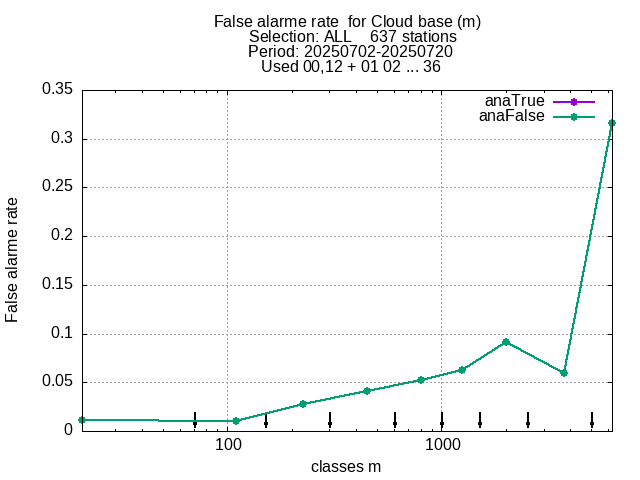 False alarme rate  for Cloud base (m)
Selection: ALL    637 stations
Period: 20250702-20250720
Used 00,12 + 01 02 ... 36
anaTrue
anaFalse
False alarme rate
0.35
0.3
0.25
0.2
0.15
0.1
0.05
0
100
1000
classes m